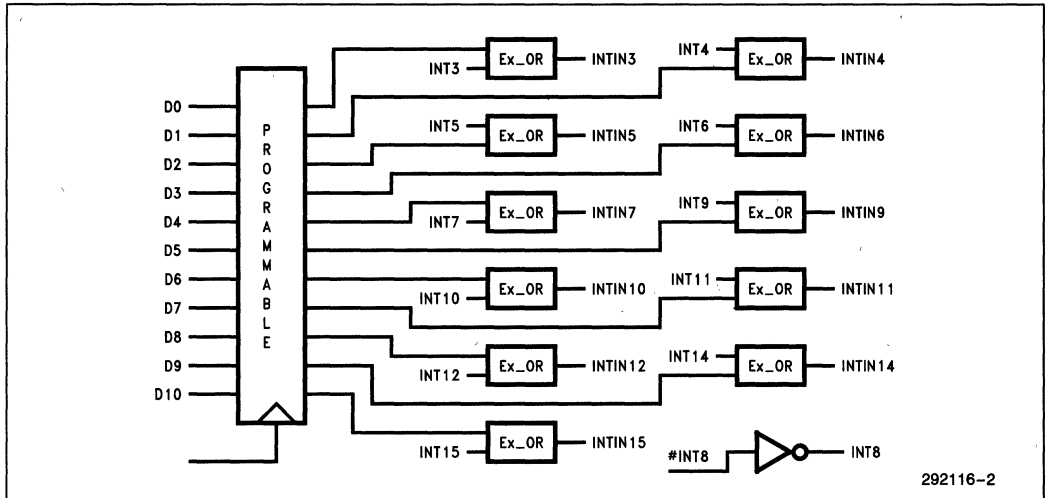 Ex_OR
INT3
INTIN3
INT4
Ex_OR
INTIN4
D0
D1
D2
D3
D4
D5
D6
D7
D8
D9
D10
PROGRAMMABLE
INT5
Ex_OR
INTIN5
INT6
Ex_OR
INTIN6
Ex_OR
INT7
INTIN7
INT9
Ex_OR
INTIN9
Ex_OR
INT10
INTIN10
INT11
Ex_OR
INTIN11
Ex_OR
INT12
INTIN12
INT14
Ex_OR
INTIN14
Ex_OR
INT15
INTIN15
#INT8
INT8
292116-2